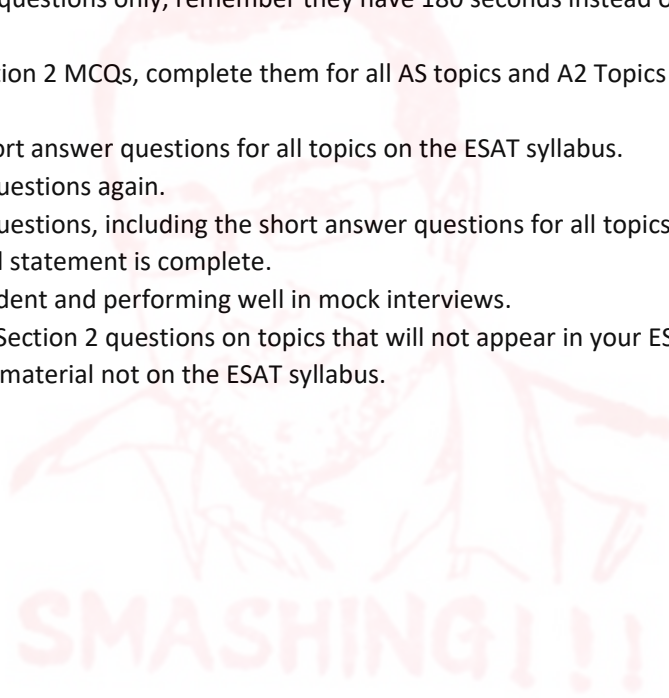 questions only, remember they have 180 seconds instead o
tion 2 MCQs, complete them for all AS topics and A2 Topics
ort answer questions for all topics on the ESAT syllabus.
uestions again.
uestions, including the short answer questions for all topics
l statement is complete.
dent and performing well in mock interviews.
Section 2 questions on topics that will not appear in your ES
material not on the ESAT syllabus.
SMASHING!!!